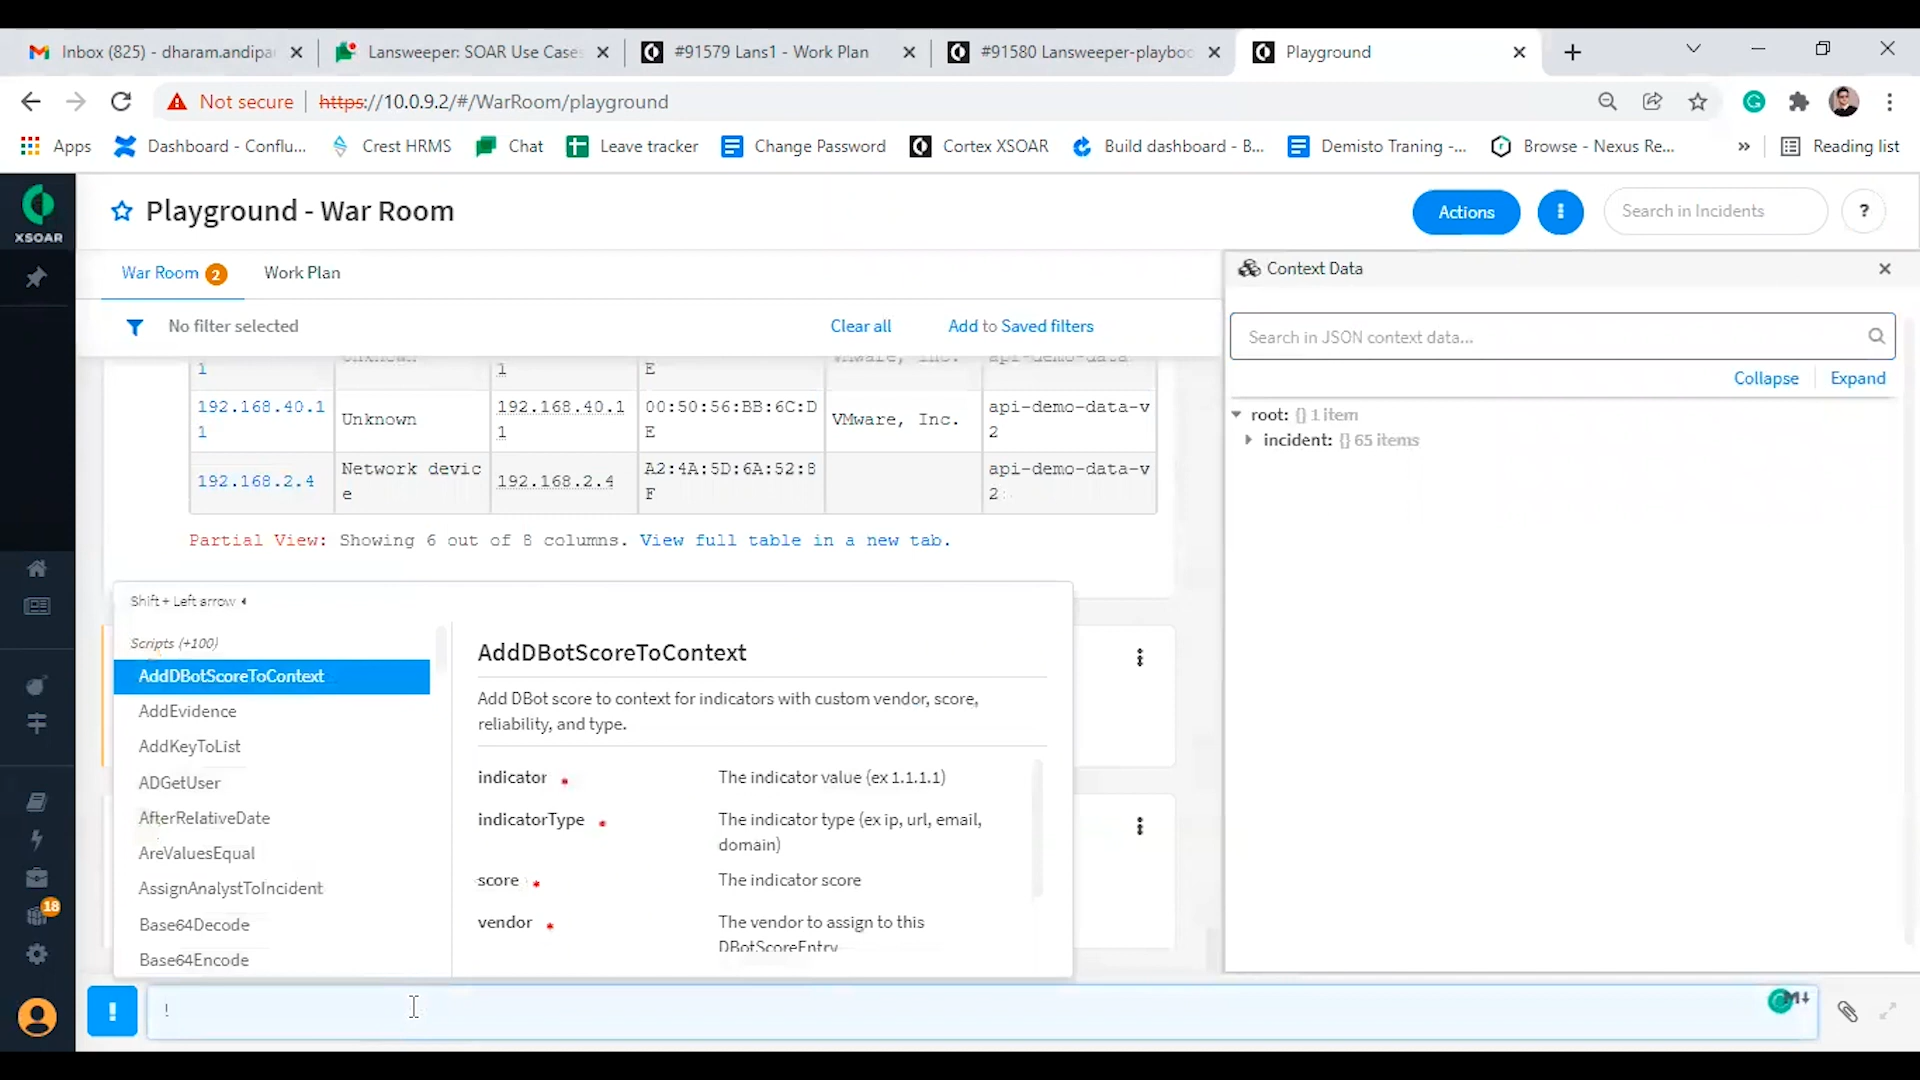 Inbox (825) - dharam.andipa
Lansweeper: SOAR Use Cases
#91579 Lans1 - Work Plan
#91580 Lansweeper-playboo
Playground
Not secure
https://10.0.9.2/#/WarRoom/playground
Apps
Dashboard - Conflu...
Crest HRMS
Chat
Leave tracker
Change Password
Cortex XSOAR
Build dashboard - B...
Demisto Traning -...
Browse - Nexus Re...
»
Reading list
XSOAR
Playground - War Room
Actions
Search in Incidents
?
War Room 2
Work Plan
No filter selected
Clear all
Add to Saved filters
1
Unknown
1
E
VMware, Inc.
api-demo-data-
192.168.40.1
1
Unknown
192.168.40.1
1
00:50:56:BB:6C:D
E
VMware, Inc.
api-demo-data-v
2
192.168.2.4
Network devic
e
192.168.2.4
A2:4A:5D:6A:52:8
F
api-demo-data-v
2
Partial View: Showing 6 out of 8 columns. View full table in a new tab.
Shift + Left arrow
Scripts (+100)
AddDBotScoreToContext
AddEvidence
AddKeyToList
ADGetUser
AfterRelativeDate
AreValuesEqual
AssignAnalystToIncident
Base64Decode
Base64Encode
AddDBotScoreToContext
Add DBot score to context for indicators with custom vendor, score,
reliability, and type.
indicator *
The indicator value (ex 1.1.1.1)
indicatorType *
The indicator type (ex ip, url, email,
domain)
score *
The indicator score
vendor *
The vendor to assign to this
DBotScoreEntry
Context Data
Search in JSON context data...
Collapse
Expand
root: {} 1 item
incident: {} 65 items
18
!
!
M↓